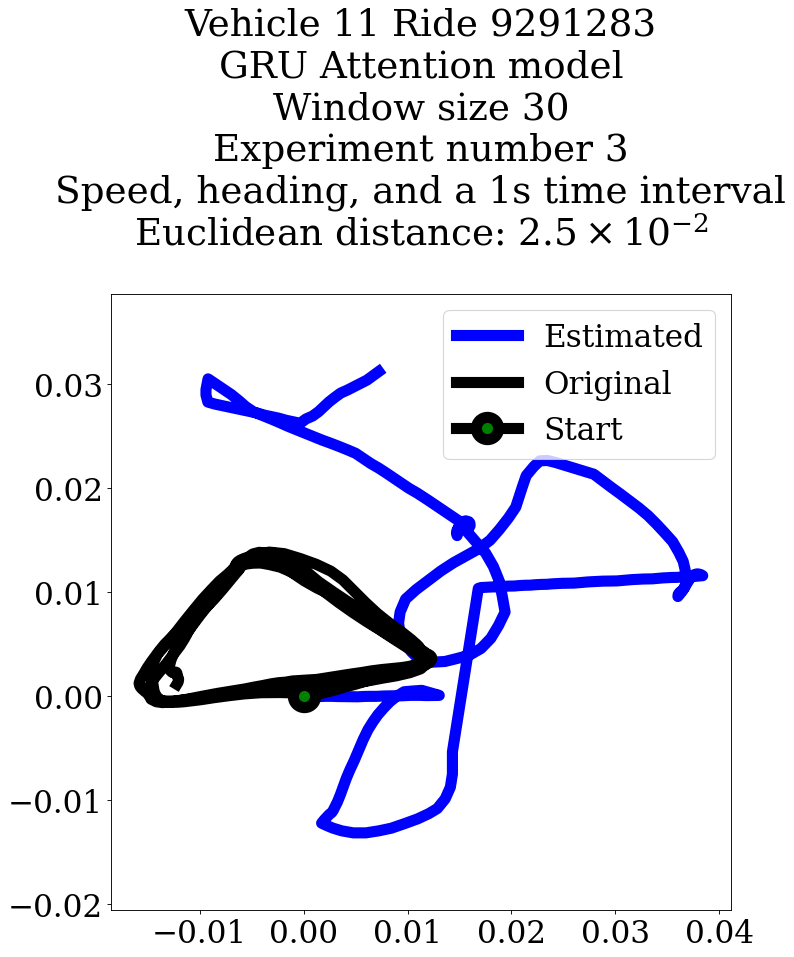 Vehicle 11 Ride 9291283
GRU Attention model
Window size 30
Experiment number 3
Speed, heading, and a 1s time interval
Euclidean distance: 2.5 × 10⁻²
Estimated
Original
Start
0.03
0.02
0.01
0.00
−0.01
−0.02
−0.01 0.00 0.01 0.02 0.03 0.04